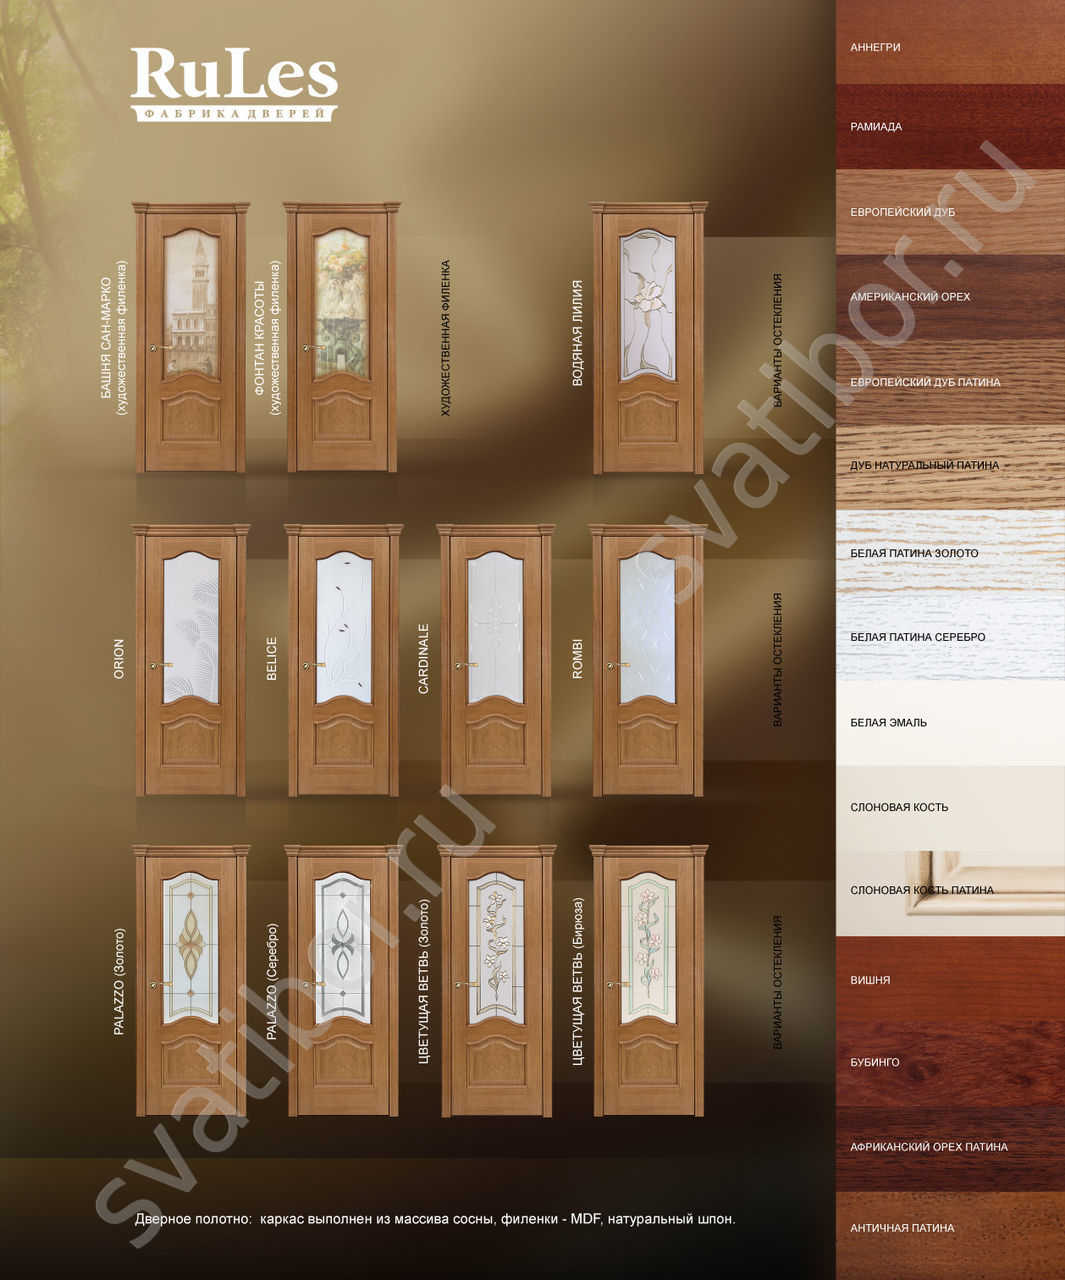 RuLes
ФАБРИКА ДВЕРЕЙ
БАШНЯ САН-МАРКО
(художественная филенка)
ФОНТАН КРАСОТЫ
(художественная филенка)
ХУДОЖЕСТВЕННАЯ ФИЛЕНКА
ВОДЯНАЯ ЛИЛИЯ
ВАРИАНТЫ ОСТЕКЛЕНИЯ
ORION
BELICE
CARDINALE
ROMBI
ВАРИАНТЫ ОСТЕКЛЕНИЯ
PALAZZO (Золото)
PALAZZO (Серебро)
ЦВЕТУЩАЯ ВЕТВЬ (Золото)
ЦВЕТУЩАЯ ВЕТВЬ (Бирюза)
ВАРИАНТЫ ОСТЕКЛЕНИЯ
Дверное полотно: каркас выполнен из массива сосны, филенки - MDF, натуральный шпон.
АННЕГРИ
РАМИАДА
ЕВРОПЕЙСКИЙ ДУБ
АМЕРИКАНСКИЙ ОРЕХ
ЕВРОПЕЙСКИЙ ДУБ ПАТИНА
ДУБ НАТУРАЛЬНЫЙ ПАТИНА
БЕЛАЯ ПАТИНА ЗОЛОТО
БЕЛАЯ ПАТИНА СЕРЕБРО
БЕЛАЯ ЭМАЛЬ
СЛОНОВАЯ КОСТЬ
СЛОНОВАЯ КОСТЬ ПАТИНА
ВИШНЯ
БУБИНГО
АФРИКАНСКИЙ ОРЕХ ПАТИНА
АНТИЧНАЯ ПАТИНА
svatibor.ru
svatibor.ru